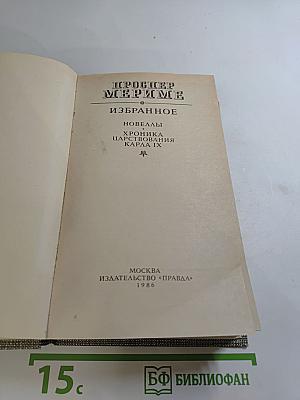 ПРОСПЕР
МЕРИМЕ
ИЗБРАННОЕ
НОВЕЛЛЫ
ХРОНИКА
ЦАРСТВОВАНИЯ
КАРЛА IX
МОСКВА
ИЗДАТЕЛЬСТВО «ПРАВДА»
1986
15с
БФ БИБЛИОФАН